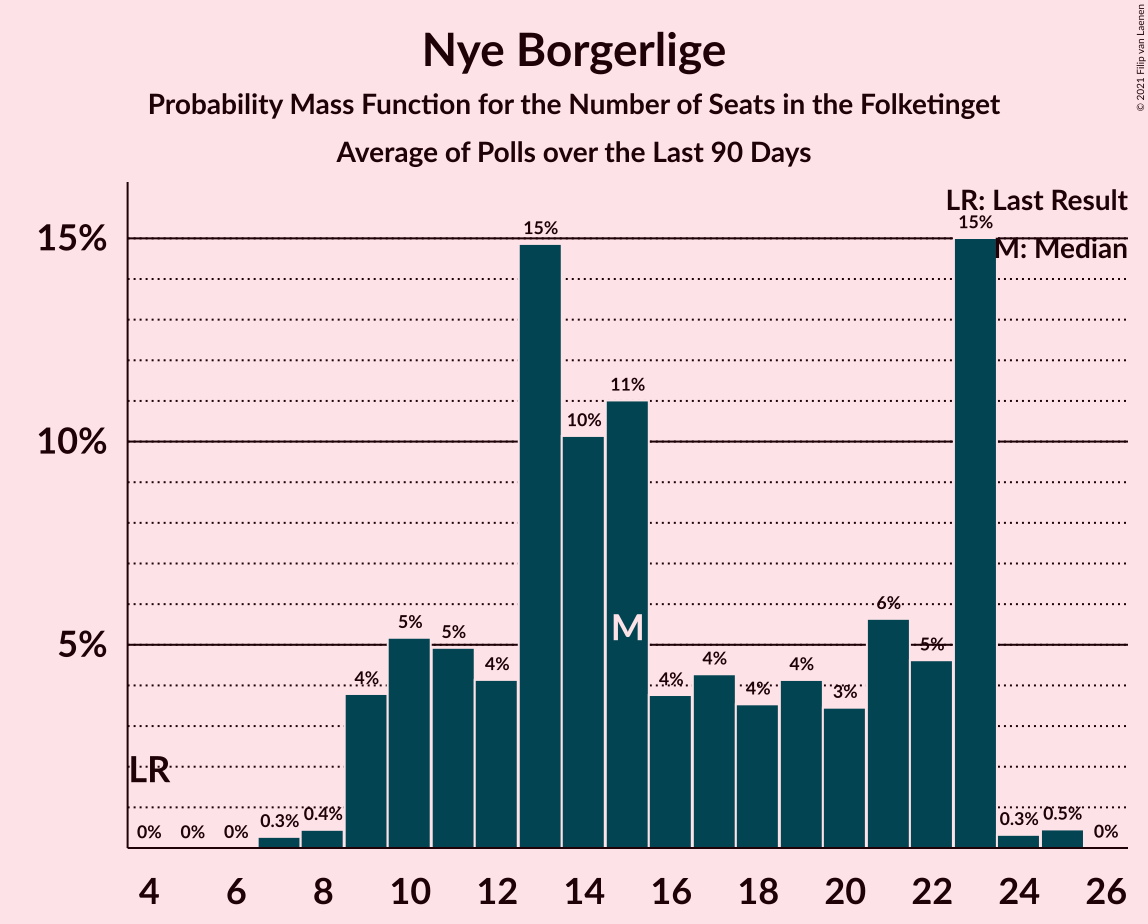 Nye Borgerlige
Probability Mass Function for the Number of Seats in the Folketinget
Average of Polls over the Last 90 Days
© 2021 Filip van Laenen
LR: Last Result
M: Median
15%
10%
5%
0%
0%
0%
0.3%
0.4%
4%
5%
5%
4%
15%
10%
11%
4%
4%
4%
4%
3%
6%
5%
15%
0.3%
0.5%
0%
LR
M
4 6 8 10 12 14 16 18 20 22 24 26